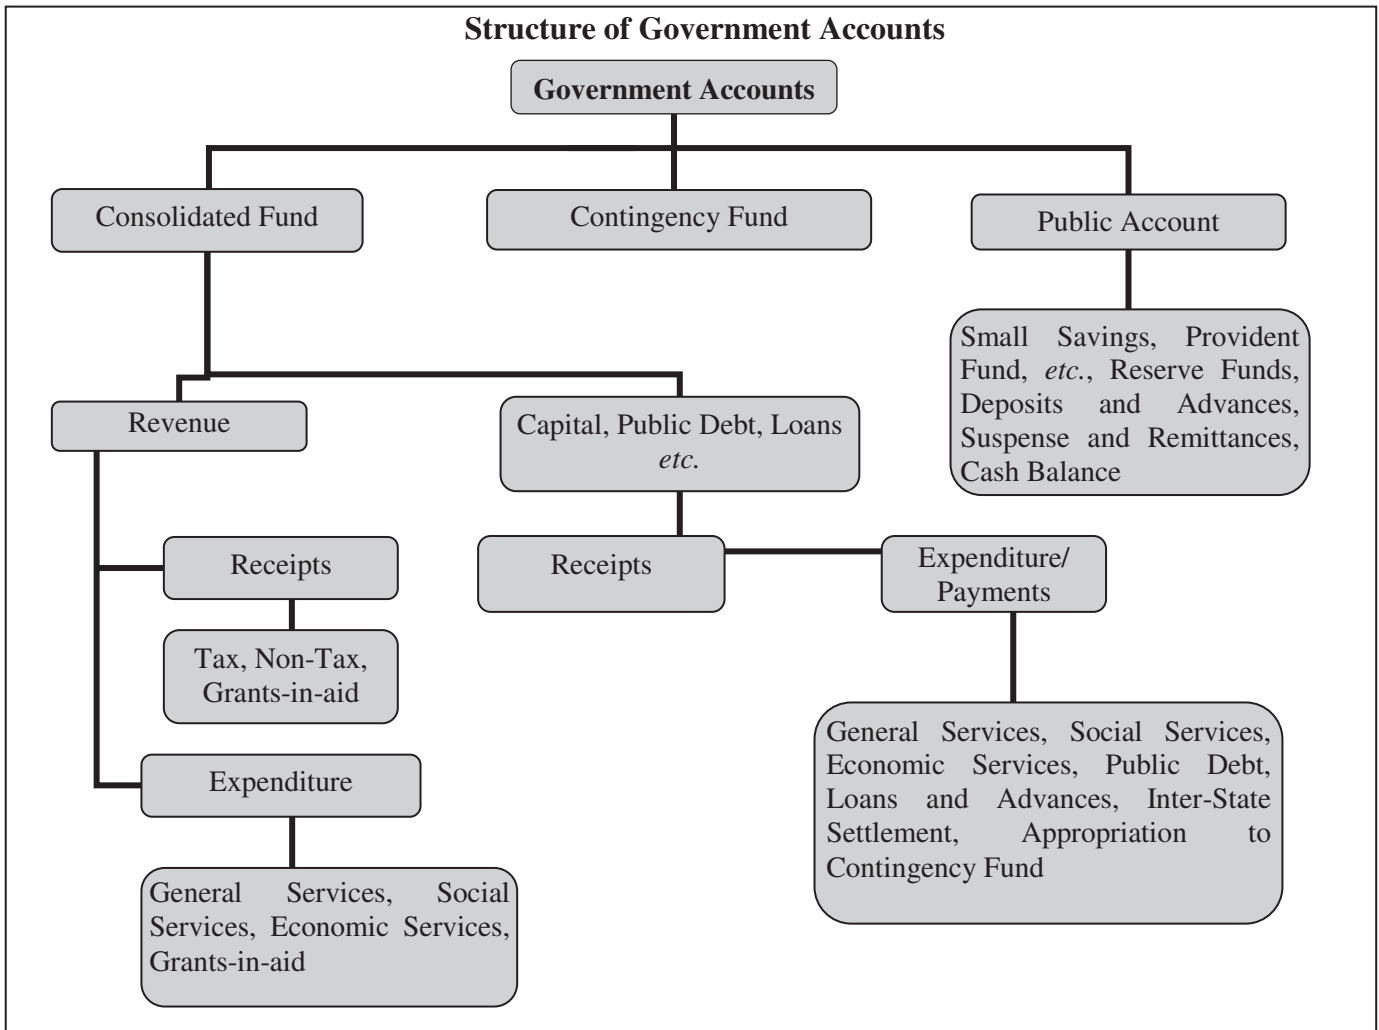 Structure of Government Accounts
Government Accounts
Consolidated Fund
Contingency Fund
Public Account
Small Savings, Provident
Fund, etc., Reserve Funds,
Deposits and Advances,
Suspense and Remittances,
Cash Balance
Revenue
Capital, Public Debt, Loans
etc.
Receipts
Receipts
Expenditure/
Payments
Tax, Non-Tax,
Grants-in-aid
Expenditure
General Services, Social Services,
Economic Services, Public Debt,
Loans and Advances, Inter-State
Settlement, Appropriation to
Contingency Fund
General Services, Social
Services, Economic Services,
Grants-in-aid